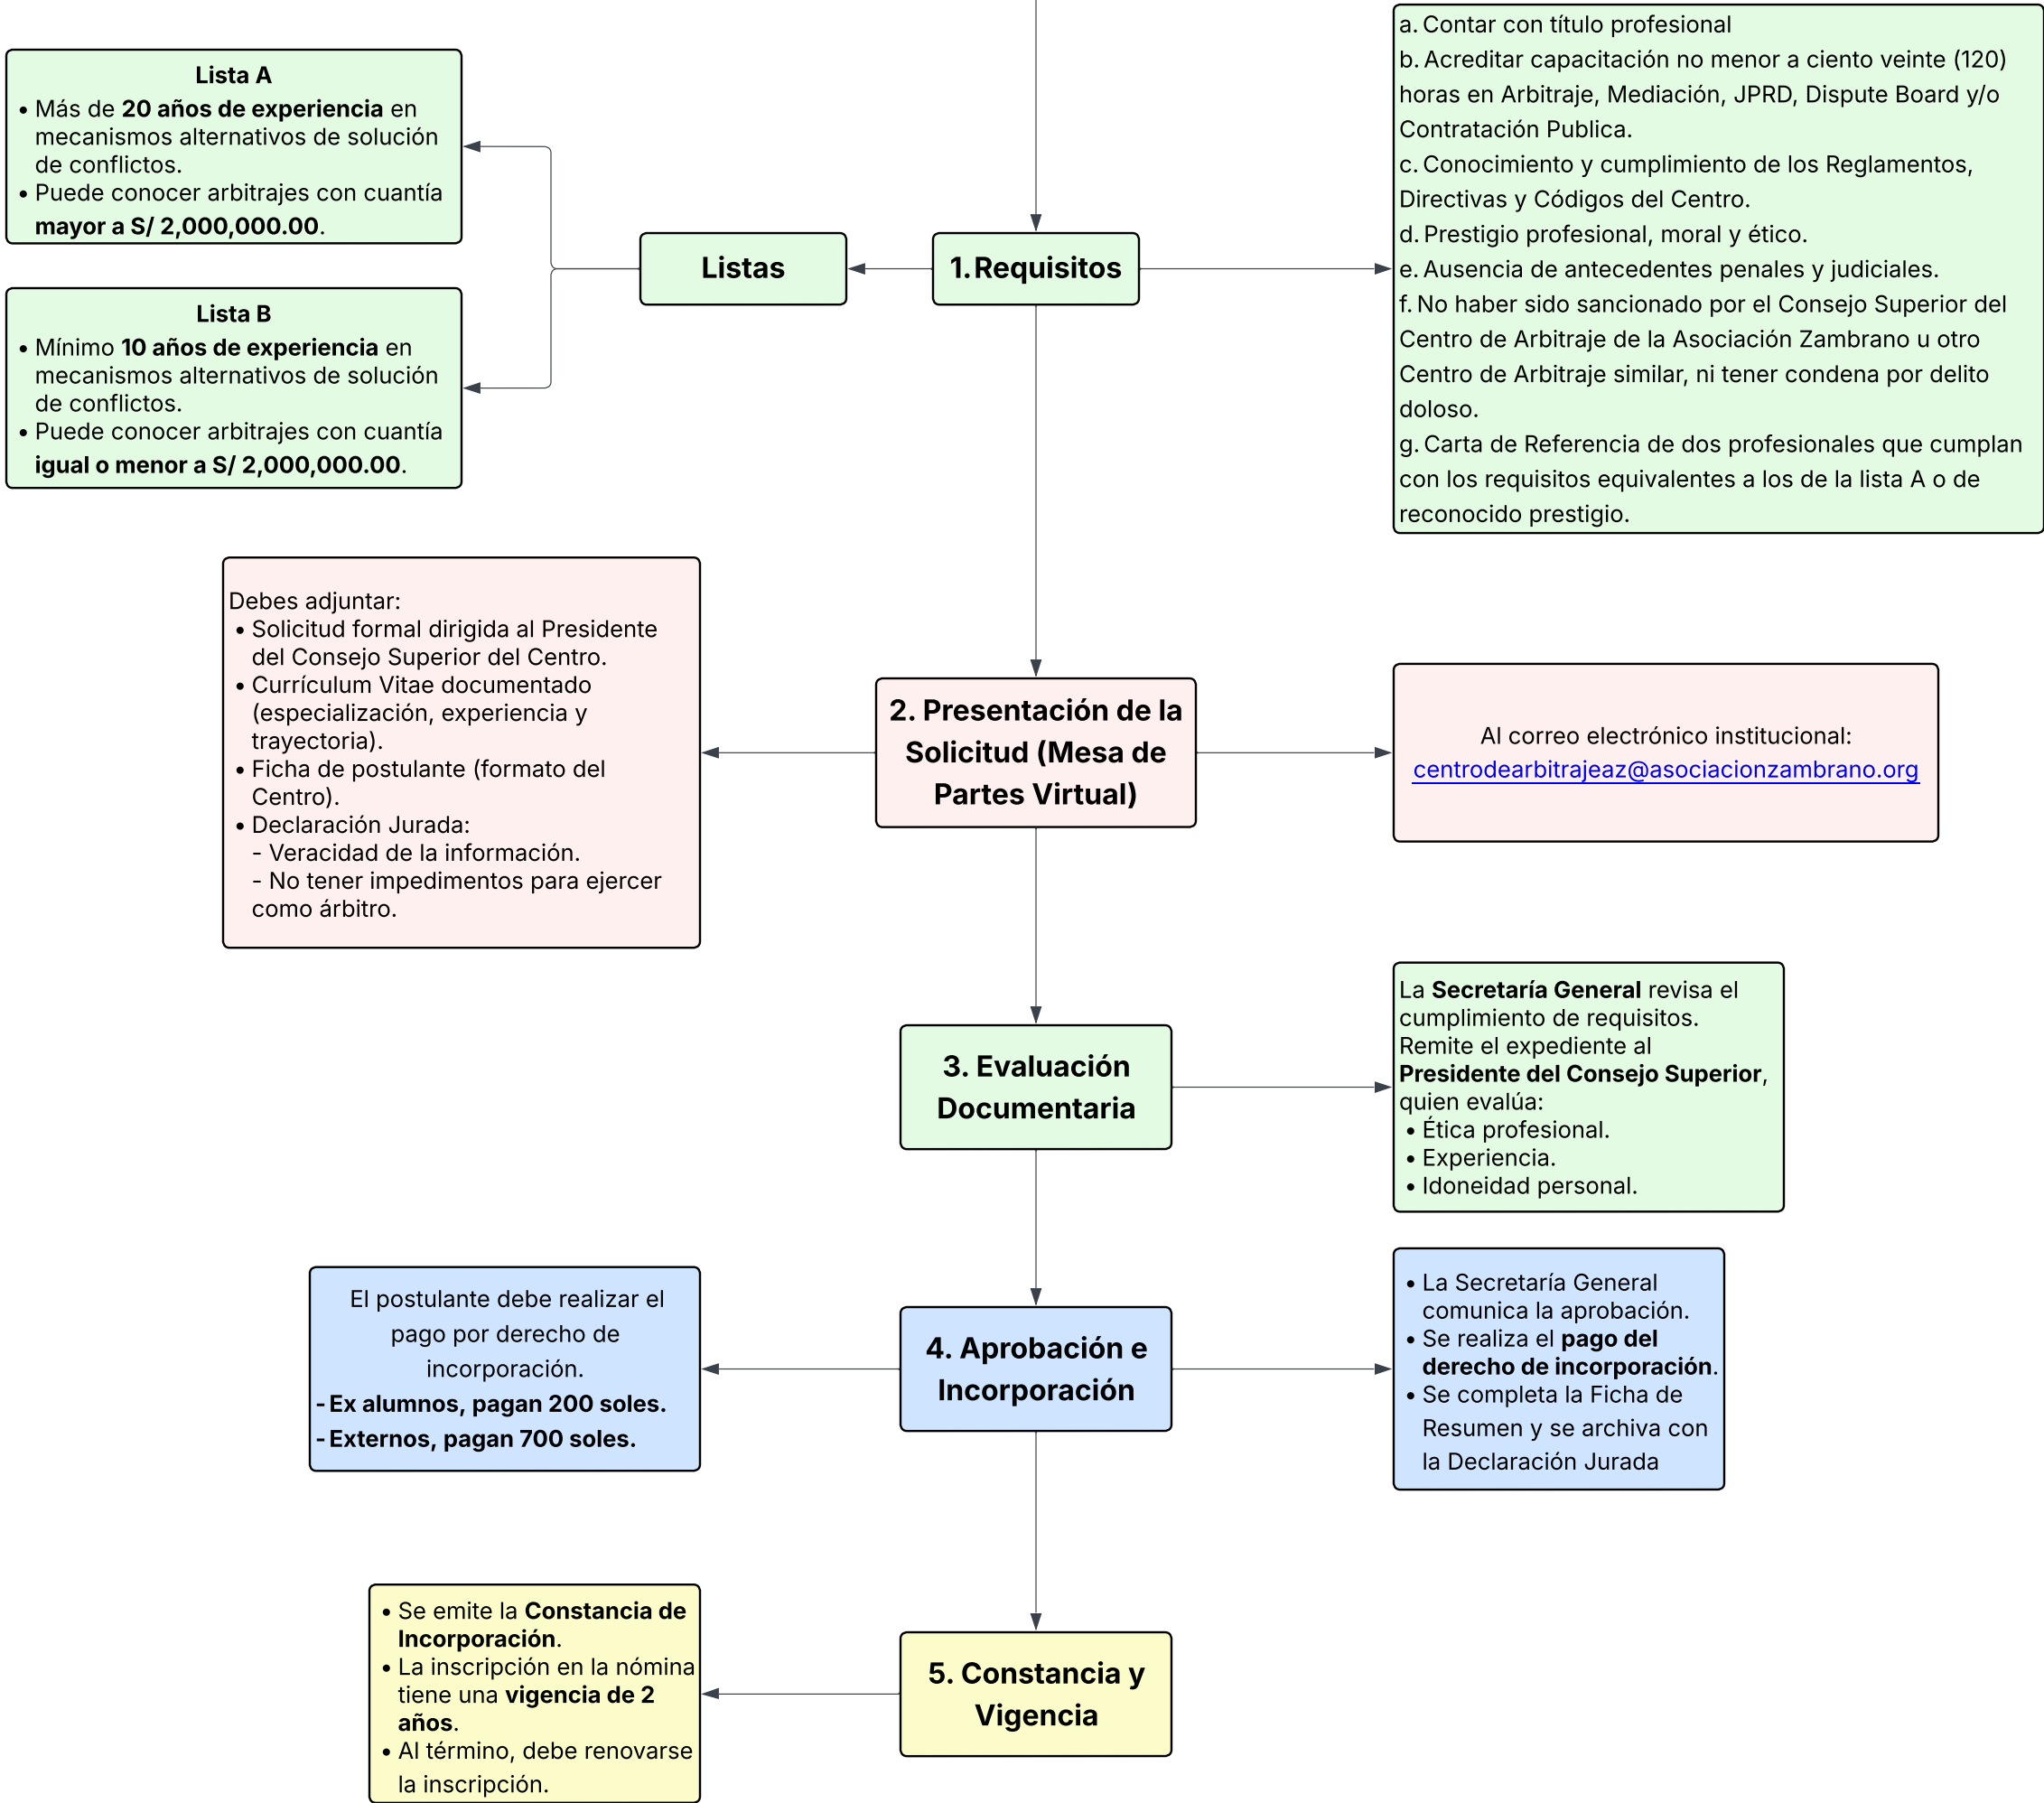 a. Contar con título profesional
b. Acreditar capacitación no menor a ciento veinte (120)
horas en Arbitraje, Mediación, JPRD, Dispute Board y/o
Contratación Publica.
c. Conocimiento y cumplimiento de los Reglamentos,
Directivas y Códigos del Centro.
d. Prestigio profesional, moral y ético.
e. Ausencia de antecedentes penales y judiciales.
f. No haber sido sancionado por el Consejo Superior del
Centro de Arbitraje de la Asociación Zambrano u otro
Centro de Arbitraje similar, ni tener condena por delito
doloso.
g. Carta de Referencia de dos profesionales que cumplan
con los requisitos equivalentes a los de la lista A o de
reconocido prestigio.
Lista A
• Más de 20 años de experiencia en
mecanismos alternativos de solución
de conflictos.
• Puede conocer arbitrajes con cuantía
mayor a S/ 2,000,000.00.
Listas
1. Requisitos
Lista B
• Mínimo 10 años de experiencia en
mecanismos alternativos de solución
de conflictos.
• Puede conocer arbitrajes con cuantía
igual o menor a S/ 2,000,000.00.
Debes adjuntar:
• Solicitud formal dirigida al Presidente
del Consejo Superior del Centro.
• Currículum Vitae documentado
(especialización, experiencia y
trayectoria).
• Ficha de postulante (formato del
Centro).
• Declaración Jurada:
- Veracidad de la información.
- No tener impedimentos para ejercer
como árbitro.
2. Presentación de la
Solicitud (Mesa de
Partes Virtual)
Al correo electrónico institucional:
centrodearbitrajeaz@asociacionzambrano.org
3. Evaluación
Documentaria
La Secretaría General revisa el
cumplimiento de requisitos.
Remite el expediente al
Presidente del Consejo Superior,
quien evalúa:
• Ética profesional.
• Experiencia.
• Idoneidad personal.
El postulante debe realizar el
pago por derecho de
incorporación.
- Ex alumnos, pagan 200 soles.
- Externos, pagan 700 soles.
4. Aprobación e
Incorporación
• La Secretaría General
comunica la aprobación.
• Se realiza el pago del
derecho de incorporación.
• Se completa la Ficha de
Resumen y se archiva con
la Declaración Jurada
• Se emite la Constancia de
Incorporación.
• La inscripción en la nómina
tiene una vigencia de 2
años.
• Al término, debe renovarse
la inscripción.
5. Constancia y
Vigencia